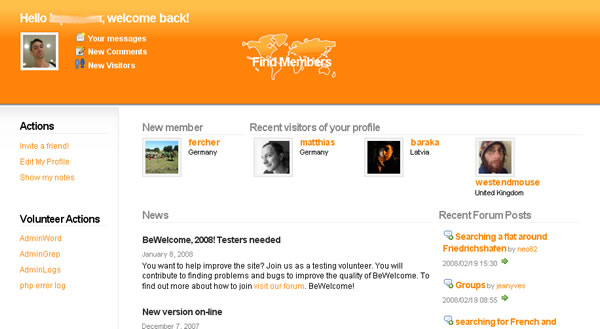 Hello , welcome back!
Your messages
New Comments
New Visitors
Find Members
Actions
Invite a friend!
Edit My Profile
Show my notes
Volunteer Actions
AdminWord
AdminGrep
AdminLogs
php error log
New member
fercher
Germany
Recent visitors of your profile
matthias
Germany
baraka
Latvia
westendmouse
United Kingdom
News
BeWelcome, 2008! Testers needed
January 6, 2008
You want to help improve the site? Join us as a testing volunteer. You will
contribute to finding problems and bugs to improve the quality of BeWelcome. To
find out more about how to join visit our forum. BeWelcome!
New version on-line
December 7, 2007
Recent Forum Posts
Searching a flat around
Friedrichshafen by neo82
2008/02/19 15:30
Groups by jeanyves
2008/02/19 08:55
searching for French and